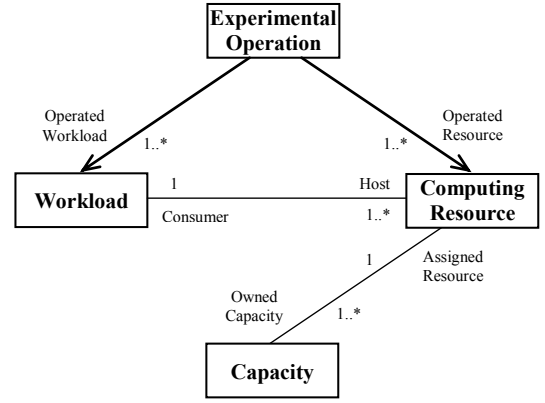 Experimental
Operation
Operated
Workload
1..*
Operated
Resource
1..*
Workload
1
Consumer
Host
1..*
Computing
Resource
1
Assigned
Resource
Owned
Capacity
1..*
Capacity